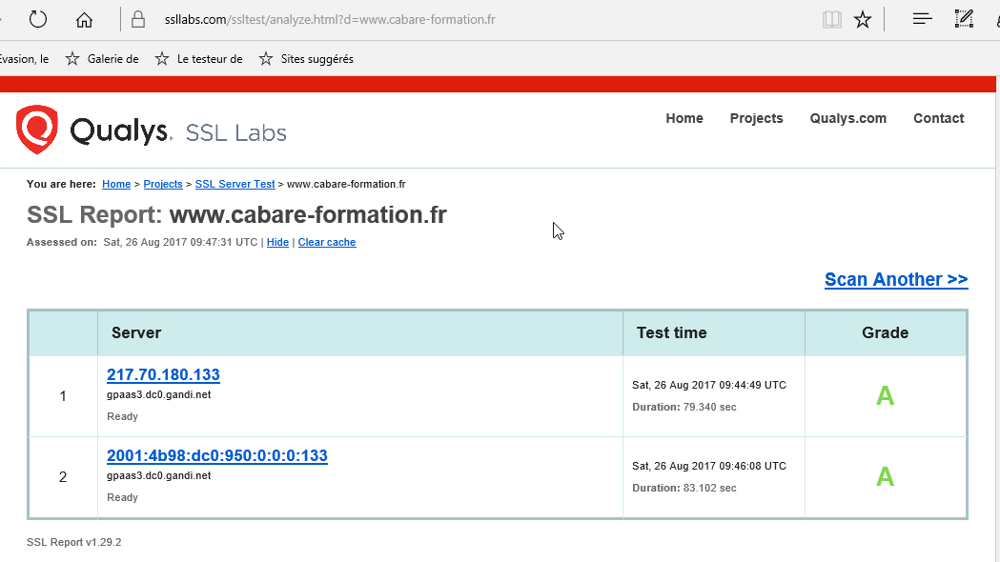 ssllabs.com/ssltest/analyze.html?d=www.cabare-formation.fr
Evasion, le Galerie de Le testeur de Sites suggérés
Qualys. SSL Labs
Home Projects Qualys.com Contact
You are here: Home > Projects > SSL Server Test > www.cabare-formation.fr
SSL Report: www.cabare-formation.fr
Assessed on: Sat, 26 Aug 2017 09:47:31 UTC | Hide | Clear cache
Scan Another >>
Server Test time Grade
1
217.70.180.133
gpaas3.dc0.gandi.net
Ready
Sat, 26 Aug 2017 09:44:49 UTC
Duration: 79.340 sec
A
2
2001:4b98:dc0:950:0:0:0:133
gpaas3.dc0.gandi.net
Ready
Sat, 26 Aug 2017 09:46:08 UTC
Duration: 83.102 sec
A
SSL Report v1.29.2